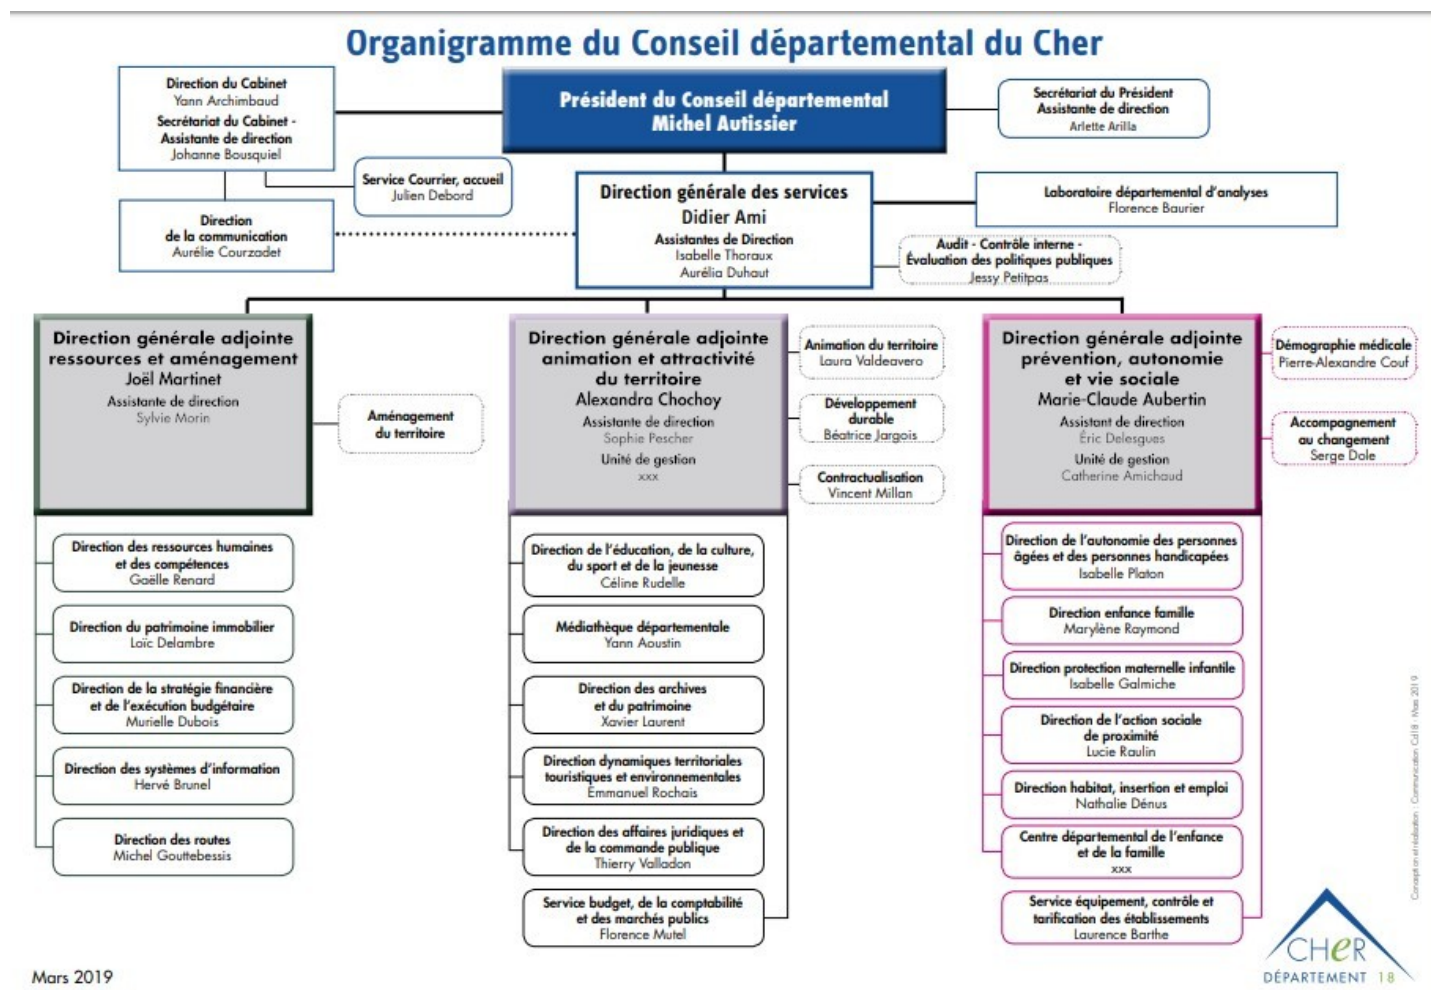 Organigramme du Conseil départemental du Cher
Direction du Cabinet
Yann Archimbaud
Secrétariat du Cabinet -
Assistante de direction
Johanne Bousquiel
Président du Conseil départemental
Michel Autissier
Secrétariat du Président
Assistante de direction
Arlette Arilla
Service Courrier, accueil
Julien Debord
Direction
de la communication
Aurélie Courzadet
Direction générale des services
Didier Ami
Assistantes de Direction
Isabelle Thoraux
Aurélia Duhaut
Laboratoire départemental d'analyses
Florence Baurier
Audit - Contrôle interne -
Évaluation des politiques publiques
Jessy Petitpas
Direction générale adjointe
ressources et aménagement
Joël Martinet
Assistante de direction
Sylvie Morin
Aménagement
du territoire
Direction des ressources humaines
et des compétences
Gaëlle Renard
Direction du patrimoine immobilier
Loïc Delambre
Direction de la stratégie financière
et de l'exécution budgétaire
Murielle Dubois
Direction des systèmes d'information
Hervé Brunel
Direction des routes
Michel Gouttebessis
Direction générale adjointe
animation et attractivité
du territoire
Alexandra Chochoy
Assistante de direction
Sophie Pescher
Unité de gestion
xxx
Animation du territoire
Laura Valdeavero
Développement
durable
Béatrice Jargois
Contractualisation
Vincent Millan
Direction de l'éducation, de la culture,
du sport et de la jeunesse
Céline Rudelle
Médiathèque départementale
Yann Aoustin
Direction des archives
et du patrimoine
Xavier Laurent
Direction dynamiques territoriales
touristiques et environnementales
Emmanuel Rochais
Direction des affaires juridiques et
de la commande publique
Thierry Valladon
Service budget, de la comptabilité
et des marchés publics
Florence Mutel
Direction générale adjointe
prévention, autonomie
et vie sociale
Marie-Claude Aubertin
Assistant de direction
Éric Delesgues
Unité de gestion
Catherine Amichaud
Démographie médicale
Pierre-Alexandre Couf
Accompagnement
au changement
Serge Dole
Direction de l'autonomie des personnes
âgées et des personnes handicapées
Isabelle Platon
Direction enfance famille
Marylène Raymond
Direction protection maternelle infantile
Isabelle Galmiche
Direction de l'action sociale
de proximité
Lucie Raulin
Direction habitat, insertion et emploi
Nathalie Dénus
Centre départemental de l'enfance
et de la famille
xxx
Service équipement, contrôle et
tarification des établissements
Laurence Barthe
Conception et réalisation : Communication Cd18 - Mars 2019
CHeR
DÉPARTEMENT 18
Mars 2019